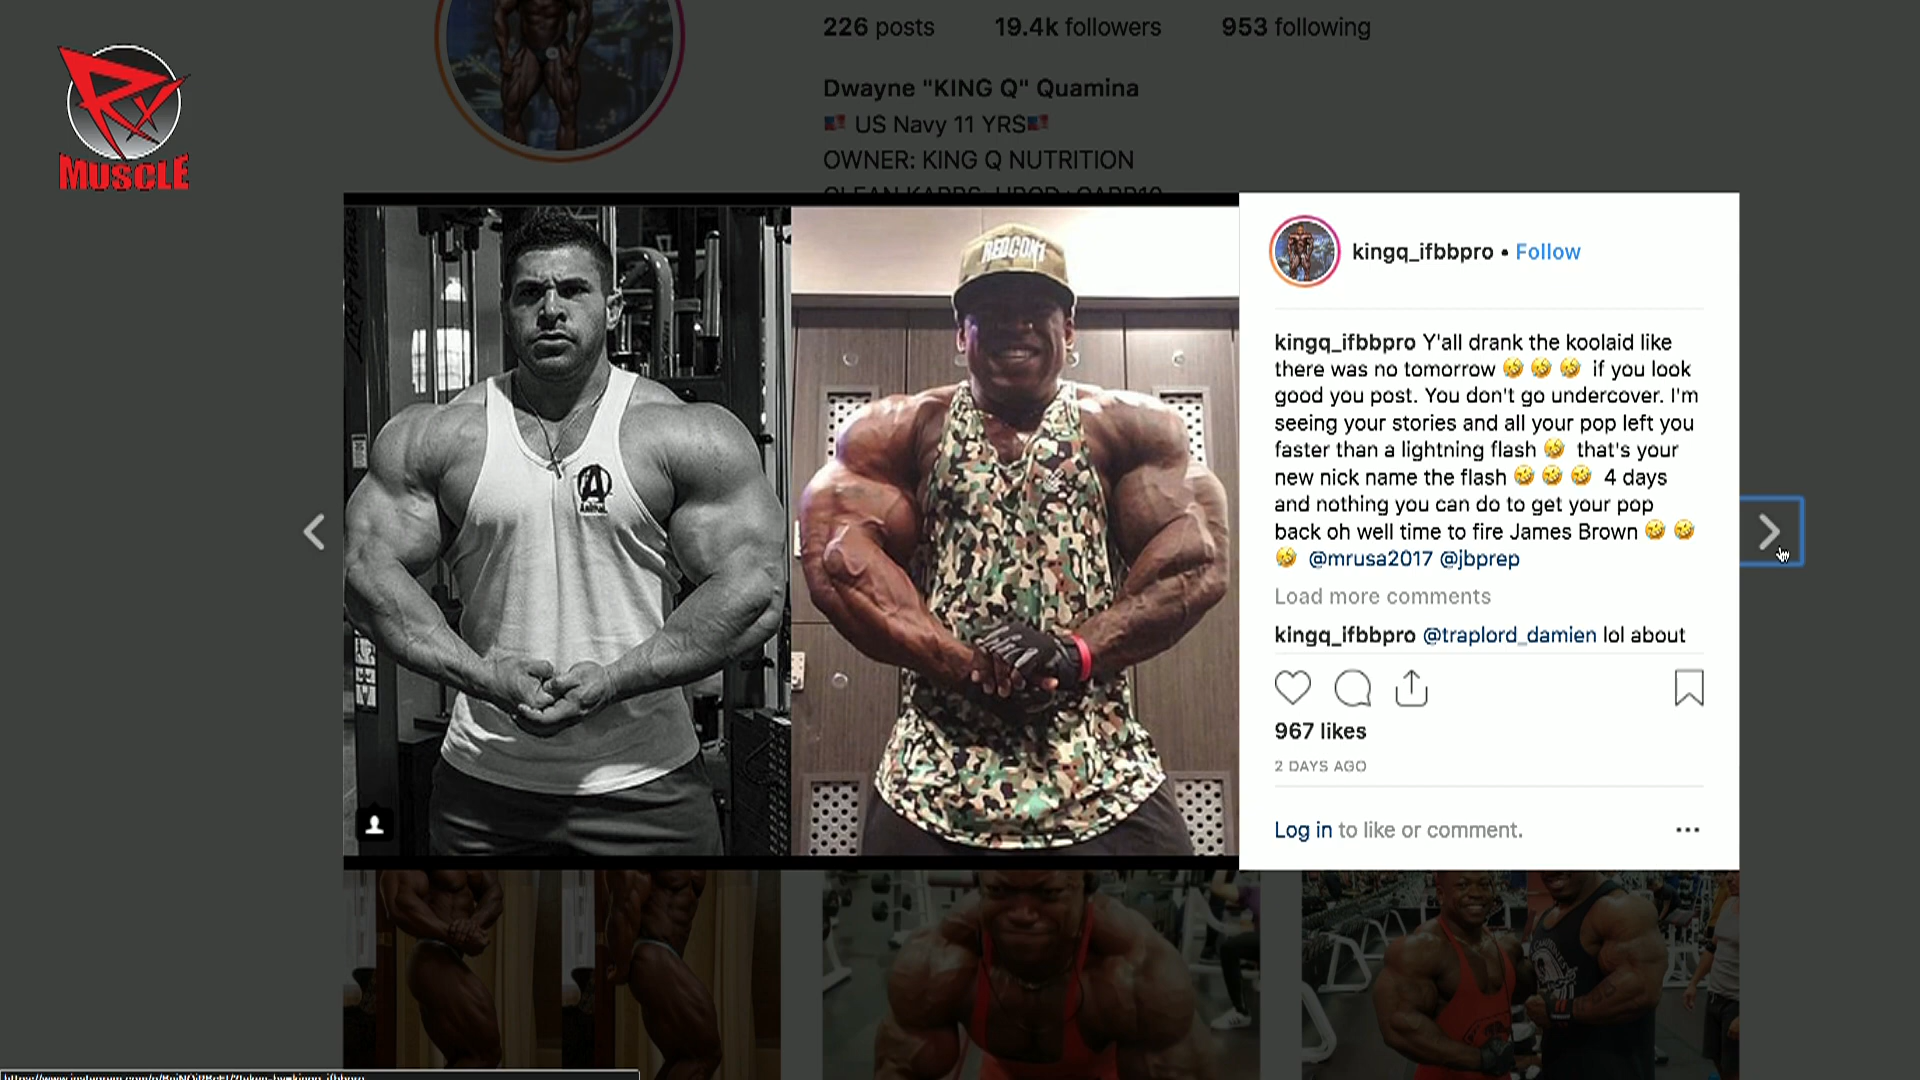 226 posts 19.4k followers 953 following
Dwayne "KING Q" Quamina
US Navy 11 YRS
OWNER: KING Q NUTRITION
RX
MUSCLE
REDCON1
A
Animal
kingq_ifbbpro • Follow
kingq_ifbbpro Y'all drank the koolaid like
there was no tomorrow 🤣 🤣 🤣 if you look
good you post. You don't go undercover. I'm
seeing your stories and all your pop left you
faster than a lightning flash 🤣 that's your
new nick name the flash 🤣 🤣 🤣 4 days
and nothing you can do to get your pop
back oh well time to fire James Brown 🤣 🤣
🤣 @mrusa2017 @jbprep
Load more comments
kingq_ifbbpro @traplord_damien lol about
967 likes
2 DAYS AGO
Log in to like or comment.